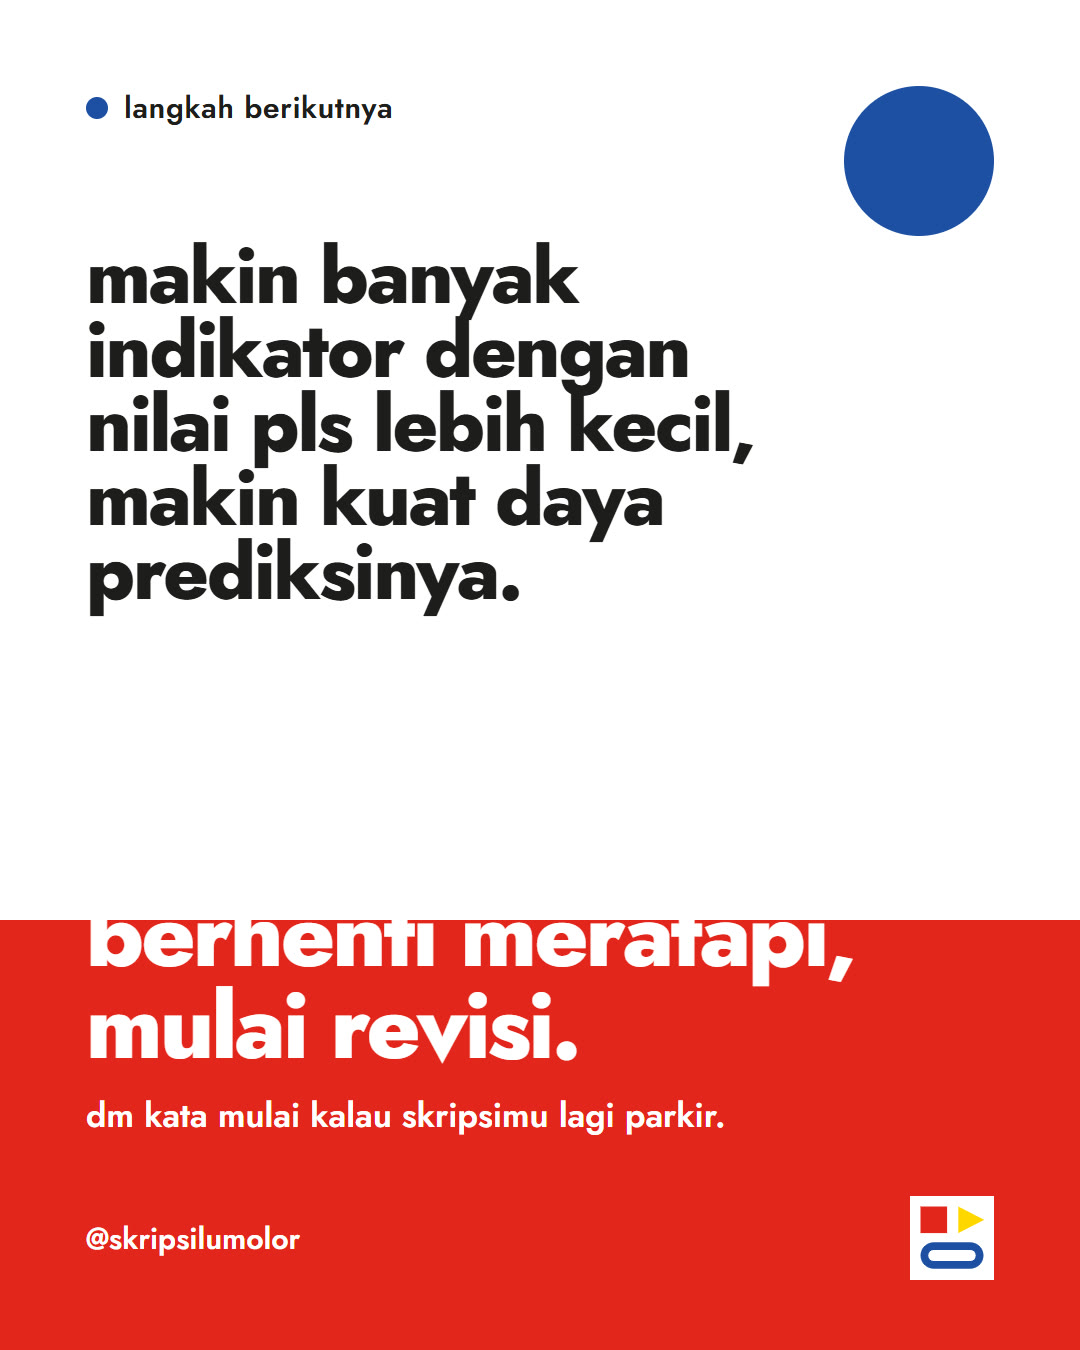 langkah berikutnya
makin banyak
indikator dengan
nilai pls lebih kecil,
makin kuat daya
prediksinya.
berhenti meratapi,
mulai revisi.
dm kata mulai kalau skripsimu lagi parkir.
@skripsilumolor